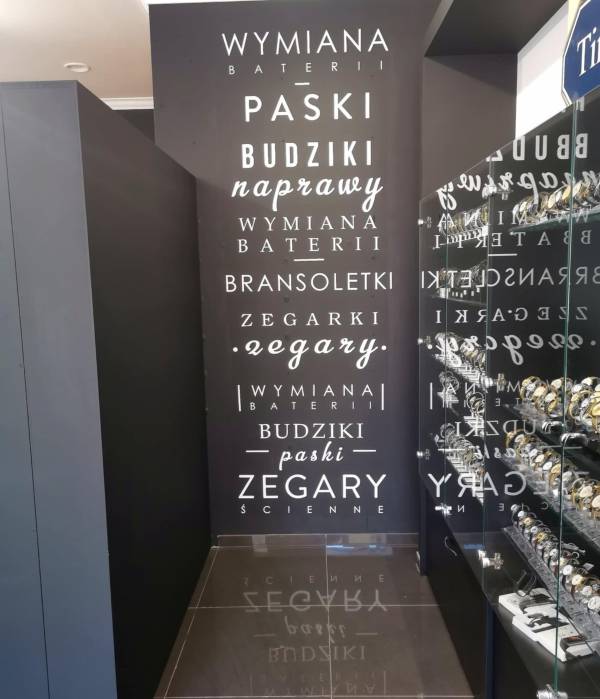 WYMIANA
BATERII
PASKI
BUDZIKI
naprawy
WYMIANA
BATERII
BRANSOLETKI
ZEGARKI
zegary
WYMIANA
BATERII
BUDZIKI
paski
ZEGARY
ŚCIENNE